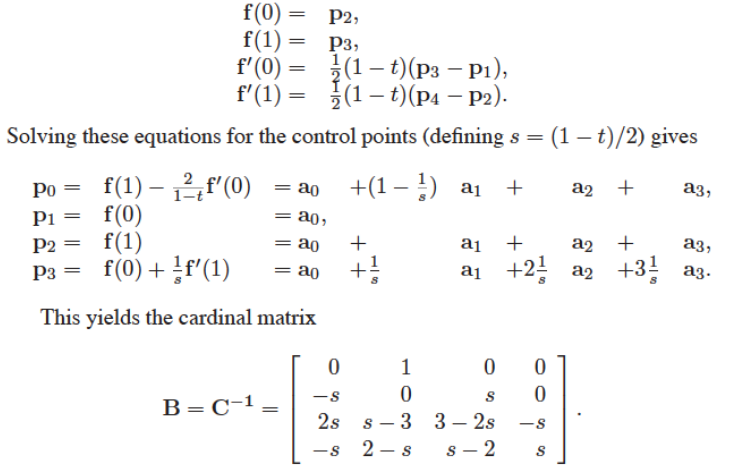 f(0) = p₂,
f(1) = p₃,
f′(0) = ½(1 − t)(p₃ − p₁),
f′(1) = ½(1 − t)(p₄ − p₂).
Solving these equations for the control points (defining s = (1 − t)/2) gives
p₀ = f(1) − 2/(1−t) f′(0) = a₀ +(1 − 1/s) a₁ + a₂ + a₃,
p₁ = f(0) = a₀,
p₂ = f(1) = a₀ + a₁ + a₂ + a₃,
p₃ = f(0) + 1/s f′(1) = a₀ +1/s a₁ +2 1/s a₂ +3 1/s a₃.
This yields the cardinal matrix
B = C⁻¹ = [
0 1 0 0
−s 0 s 0
2s s − 3 3 − 2s −s
−s 2 − s s − 2 s
] .